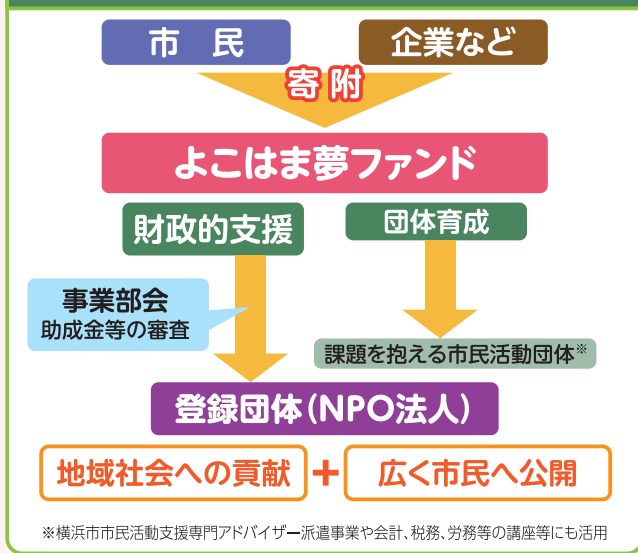 市　民
企業など
寄附
よこはま夢ファンド
財政的支援
団体育成
事業部会
助成金等の審査
課題を抱える市民活動団体※
登録団体（NPO法人）
地域社会への貢献
+
広く市民へ公開
※横浜市市民活動支援専門アドバイザー派遣事業や会計、税務、労務等の講座等にも活用